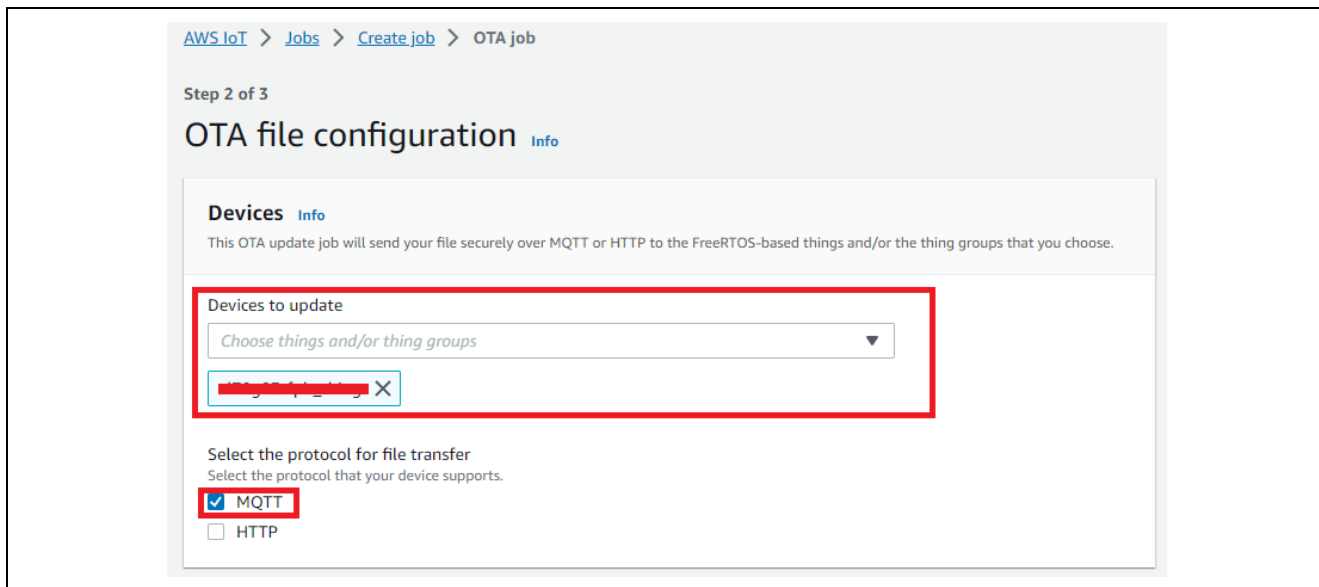 AWS IoT > Jobs > Create job > OTA job
Step 2 of 3
OTA file configuration Info
Devices Info
This OTA update job will send your file securely over MQTT or HTTP to the FreeRTOS-based things and/or the thing groups that you choose.
Devices to update
Choose things and/or thing groups
Select the protocol for file transfer
Select the protocol that your device supports.
MQTT
HTTP